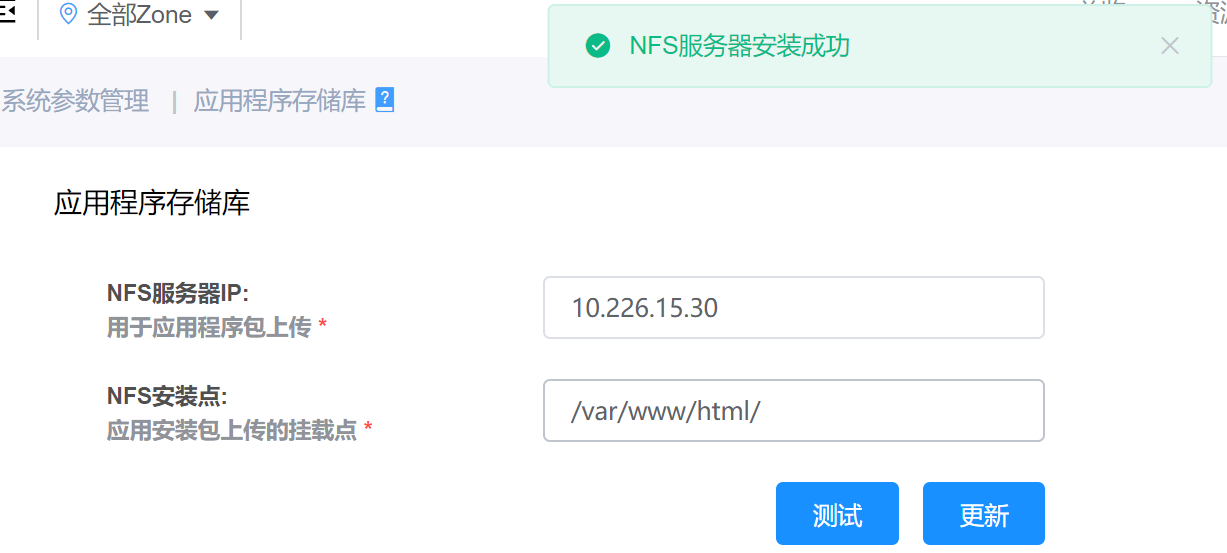 全部Zone
NFS服务器安装成功
系统参数管理 | 应用程序存储库
应用程序存储库
NFS服务器IP:
用于应用程序包上传 *
10.226.15.30
NFS安装点:
应用安装包上传的挂载点 *
/var/www/html/
测试
更新